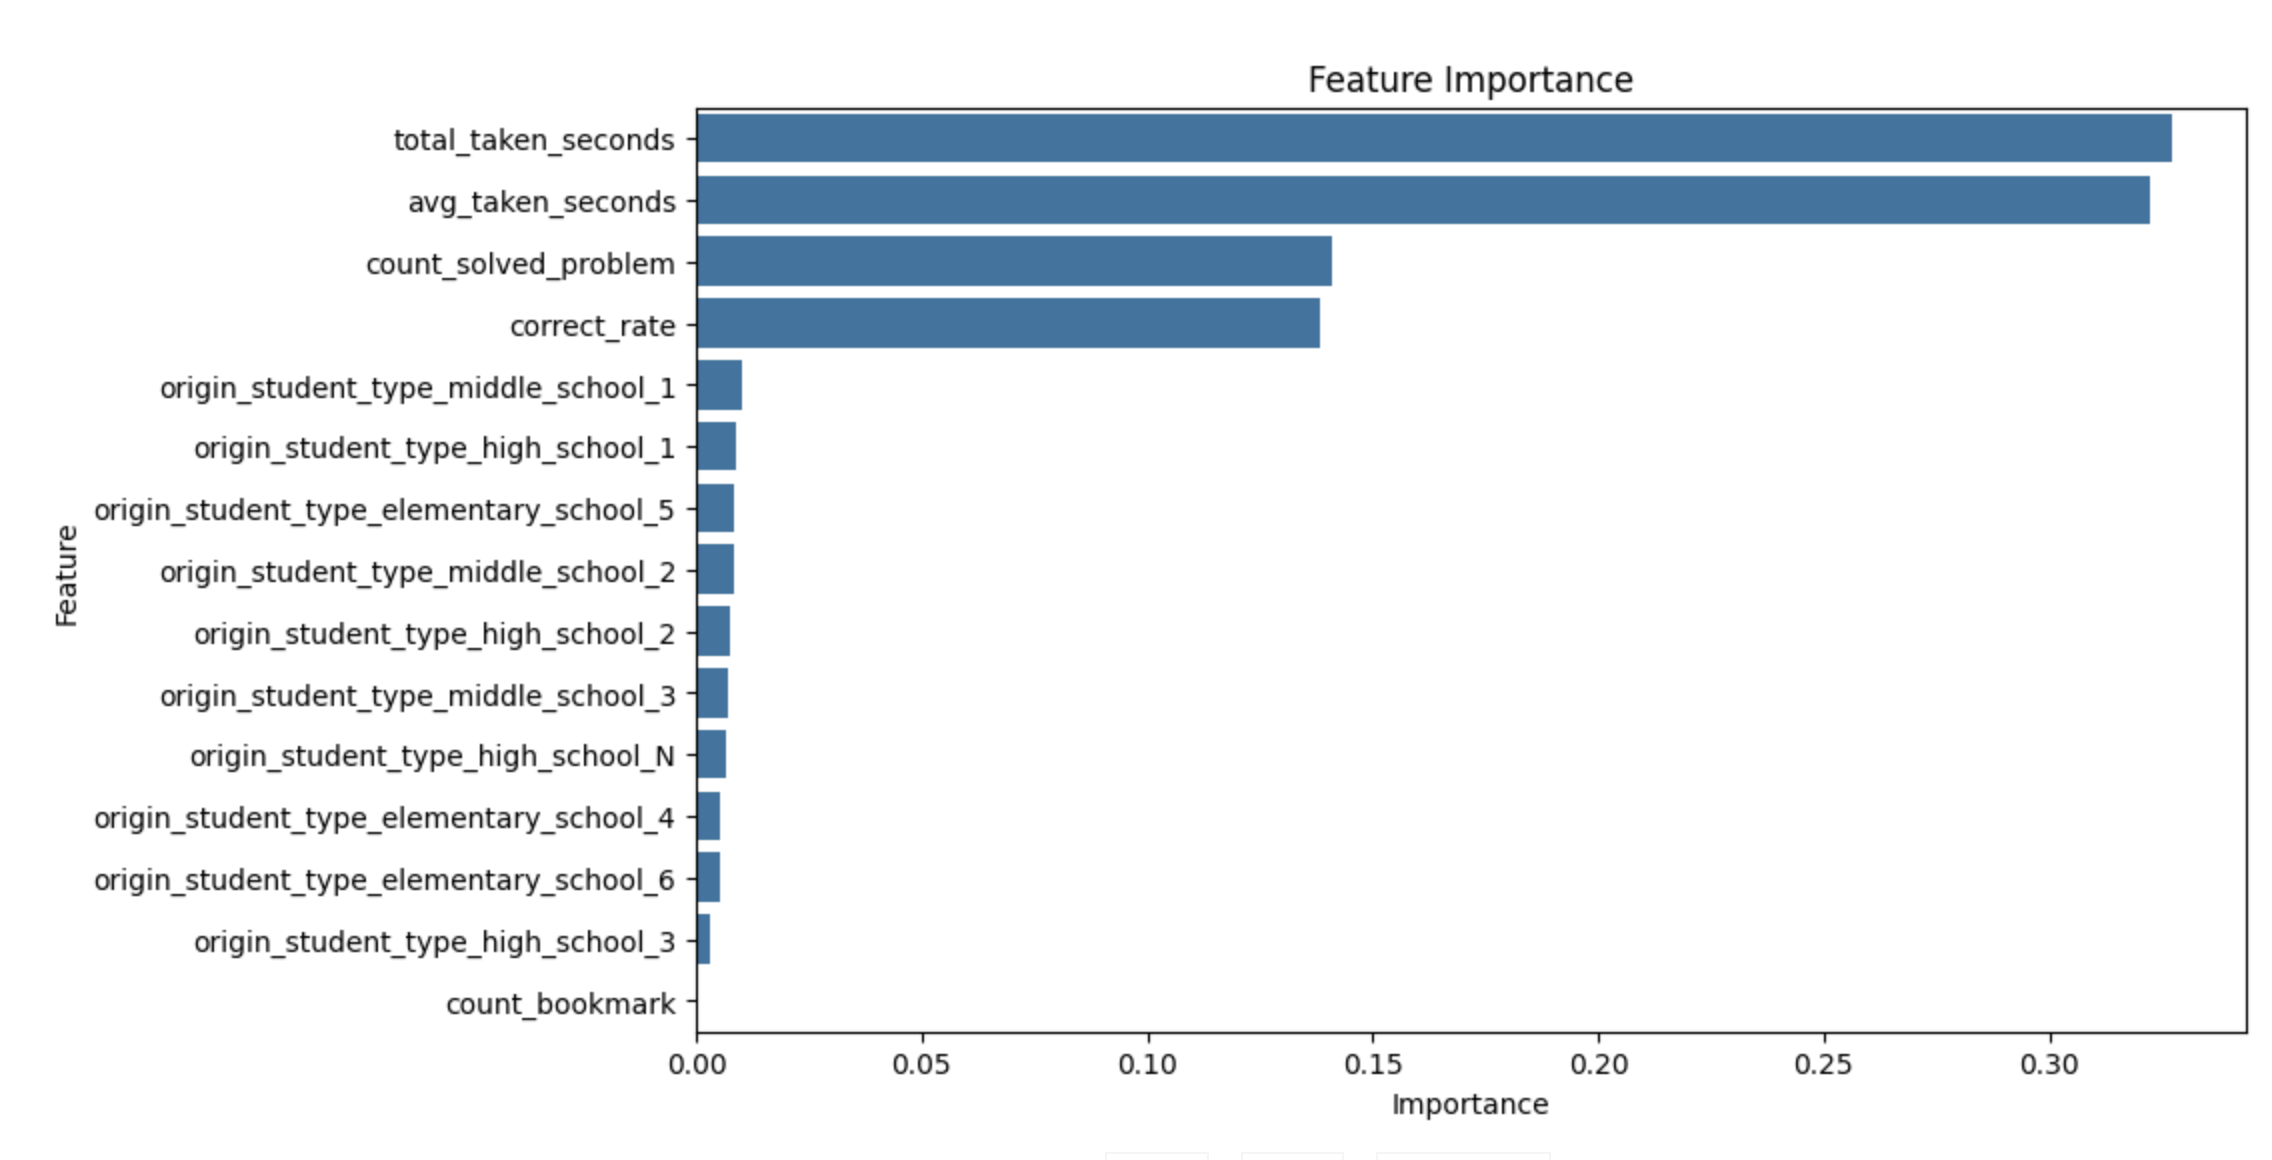 Feature Importance
total_taken_seconds
avg_taken_seconds
count_solved_problem
correct_rate
origin_student_type_middle_school_1
origin_student_type_high_school_1
origin_student_type_elementary_school_5
origin_student_type_middle_school_2
origin_student_type_high_school_2
origin_student_type_middle_school_3
origin_student_type_high_school_N
origin_student_type_elementary_school_4
origin_student_type_elementary_school_6
origin_student_type_high_school_3
count_bookmark
Feature
0.00 0.05 0.10 0.15 0.20 0.25 0.30
Importance